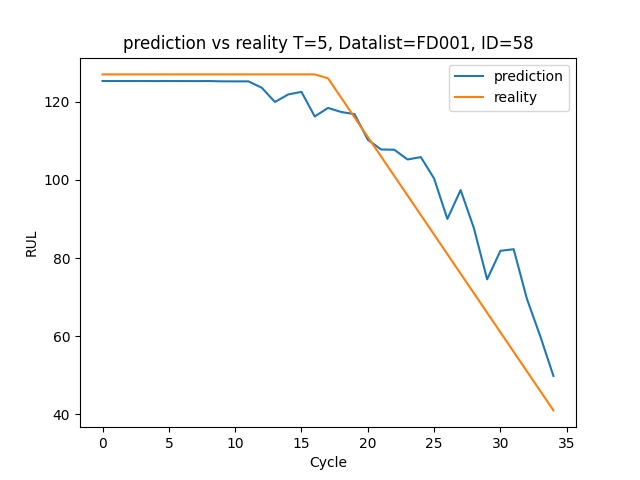 prediction vs reality T=5, Datalist=FD001, ID=58
prediction
reality
RUL
120
100
80
60
40
0 5 10 15 20 25 30 35
Cycle